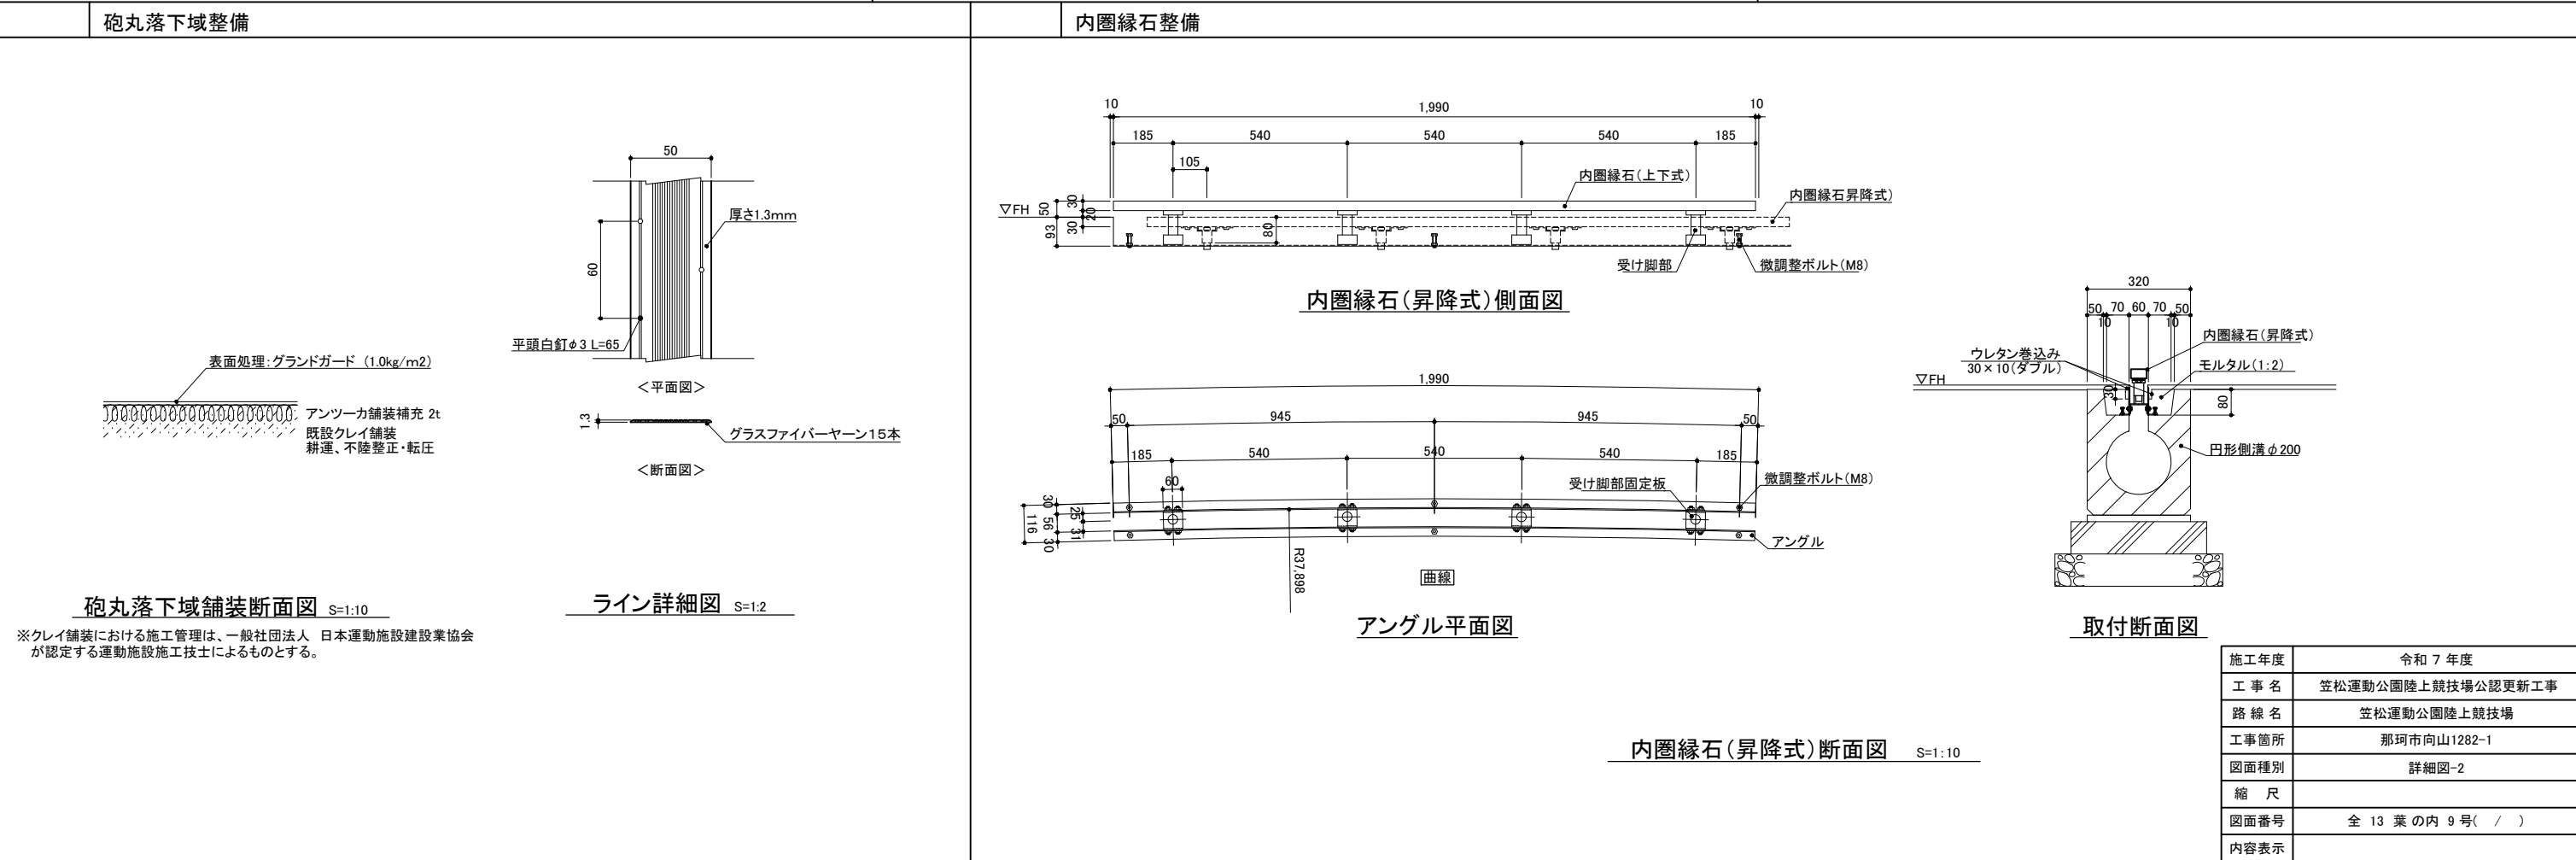 砲丸落下域整備
内圏縁石整備
50
厚さ1.3mm
60
平頭白釘φ3 L=65
<平面図>
1.3
グラスファイバーヤーン15本
<断面図>
表面処理:グランドガード (1.0kg/m2)
アンツーカ舗装補充 2t
既設クレイ舗装
耕運、不陸整正・転圧
砲丸落下域舗装断面図 S=1:10
ライン詳細図 S=1:2
※クレイ舗装における施工管理は、一般社団法人 日本運動施設建設業協会
が認定する運動施設施工技士によるものとする。
10 1,990 10
185 540 540 540 185
105
内圏縁石(上下式)
内圏縁石昇降式)
▽FH
50 30 20
93 30 80
受け脚部
微調整ボルト(M8)
内圏縁石(昇降式)側面図
1,990
50 945 945 50
185 540 540 540 185
60
受け脚部固定板
微調整ボルト(M8)
30
116 56 25
31
30
アングル
R37,898
曲線
アングル平面図
320
50 70 60 70 50
10 10
内圏縁石(昇降式)
ウレタン巻込み
30×10(ダブル)
モルタル(1:2)
▽FH
30
80
円形側溝φ200
取付断面図
内圏縁石(昇降式)断面図 S=1:10
施工年度 令和 7 年度
工事名 笠松運動公園陸上競技場公認更新工事
路線名 笠松運動公園陸上競技場
工事箇所 那珂市向山1282-1
図面種別 詳細図-2
縮 尺
図面番号 全 13 葉 の内 9 号( / )
内容表示